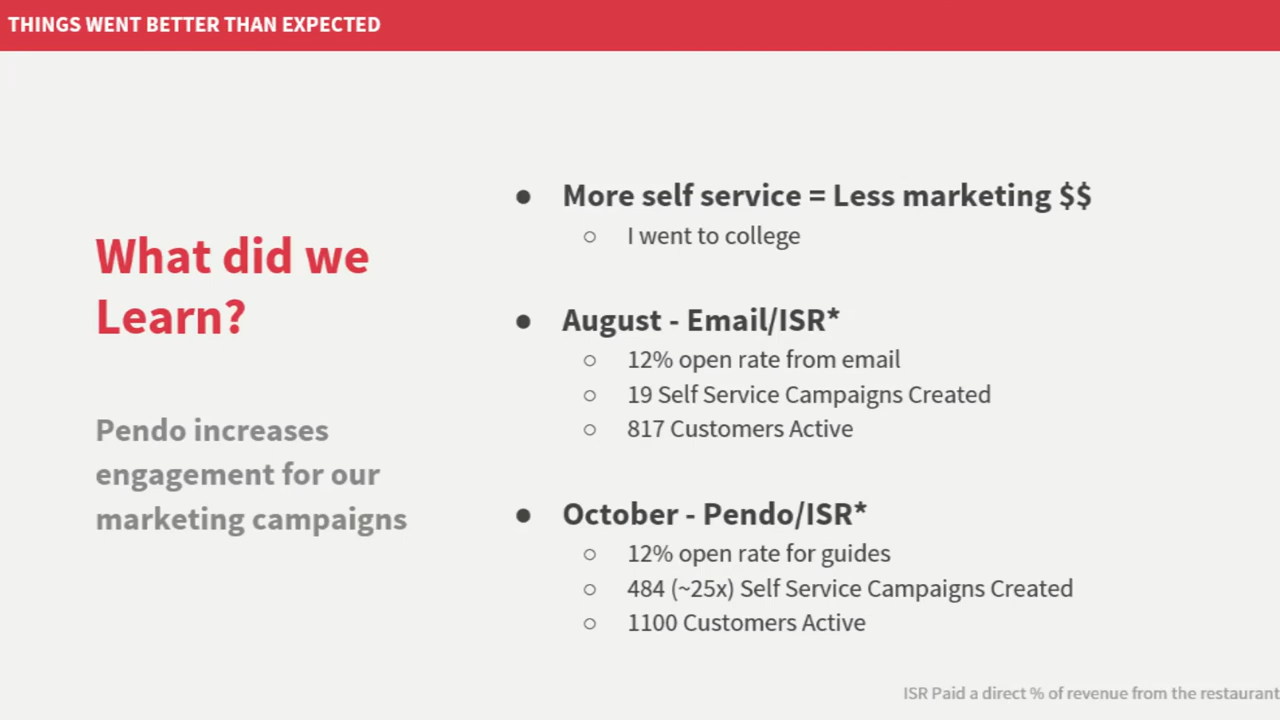 THINGS WENT BETTER THAN EXPECTED
What did we
Learn?
Pendo increases
engagement for our
marketing campaigns
● More self service = Less marketing $$
○ I went to college
● August - Email/ISR*
○ 12% open rate from email
○ 19 Self Service Campaigns Created
○ 817 Customers Active
● October - Pendo/ISR*
○ 12% open rate for guides
○ 484 (~25x) Self Service Campaigns Created
○ 1100 Customers Active
ISR Paid a direct % of revenue from the restaurant